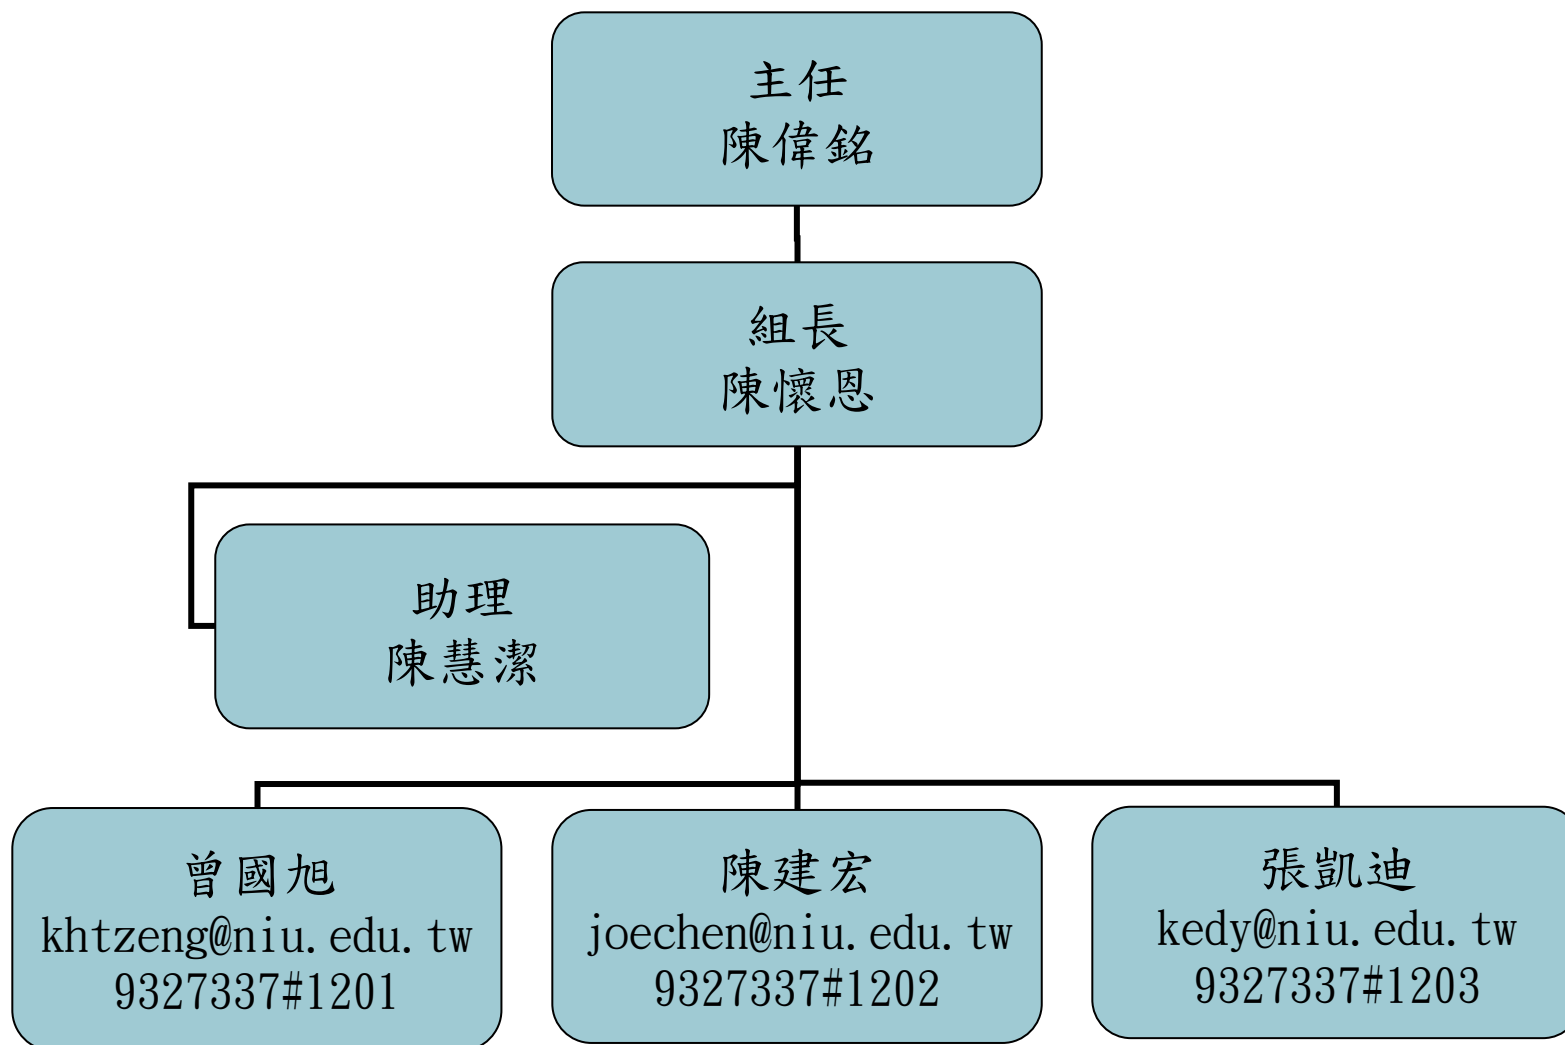 主任
陳偉銘
組長
陳懷恩
助理
陳慧潔
曾國旭
khtzeng@niu.edu.tw
9327337#1201
陳建宏
joechen@niu.edu.tw
9327337#1202
張凱迪
kedy@niu.edu.tw
9327337#1203